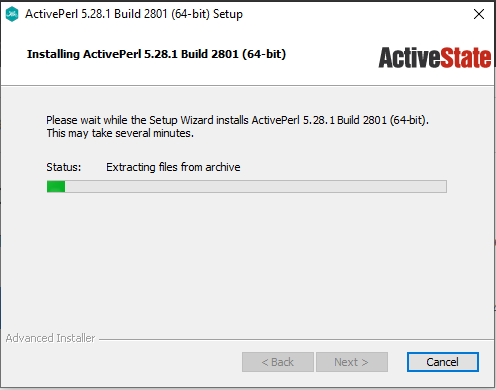 ActivePerl 5.28.1 Build 2801 (64-bit) Setup
Installing ActivePerl 5.28.1 Build 2801 (64-bit)
ActiveState
Please wait while the Setup Wizard installs ActivePerl 5.28.1 Build 2801 (64-bit).
This may take several minutes.
Status: Extracting files from archive
Advanced Installer
< Back Next > Cancel